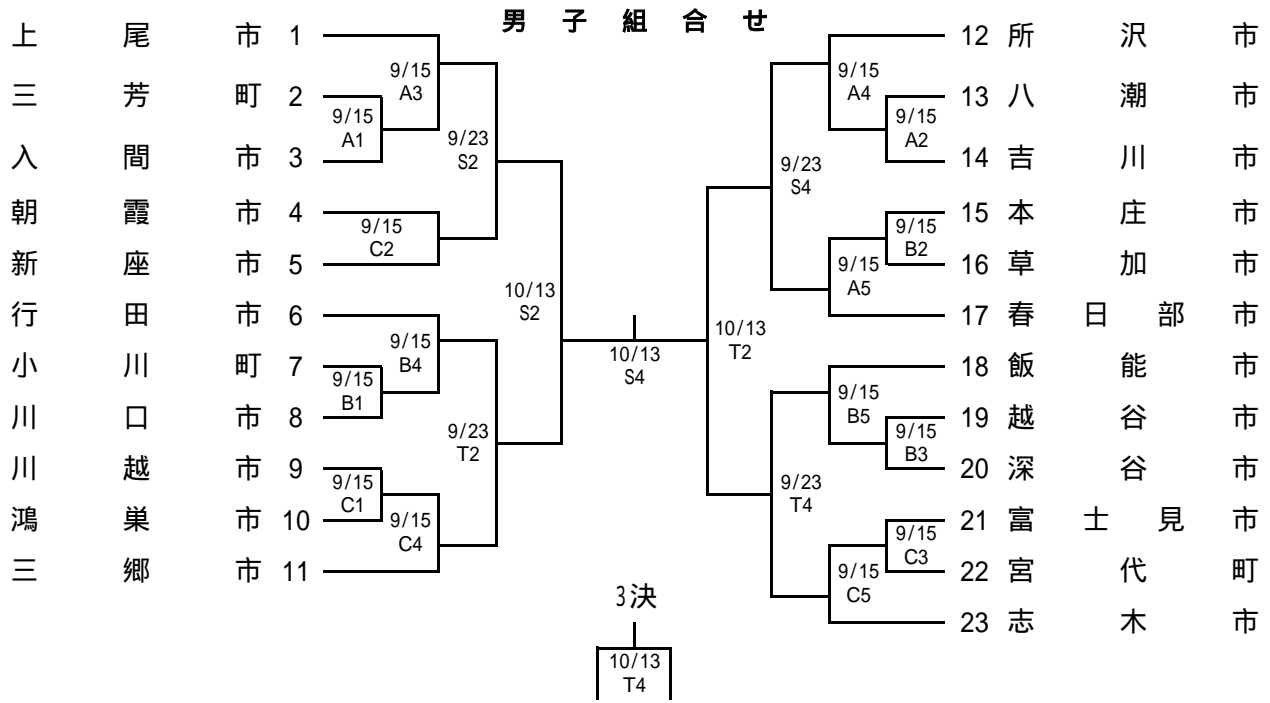 男子組合せ
上尾市 1
三芳町 2
入間市 3
朝霞市 4
新座市 5
行田市 6
小川町 7
川口市 8
川越市 9
鴻巣市 10
三郷市 11
9/15
A3
9/15
A1
9/23
S2
9/15
C2
10/13
S2
9/15
B4
9/15
B1
9/23
T2
9/15
C1
9/15
C4
10/13
S4
3決
10/13
T4
10/13
T2
9/23
S4
9/15
A4
9/15
A2
9/15
B2
9/15
A5
9/15
B5
9/15
B3
9/23
T4
9/15
C3
9/15
C5
12 所沢市
13 八潮市
14 吉川市
15 本庄市
16 草加市
17 春日部市
18 飯能市
19 越谷市
20 深谷市
21 富士見市
22 宮代町
23 志木市